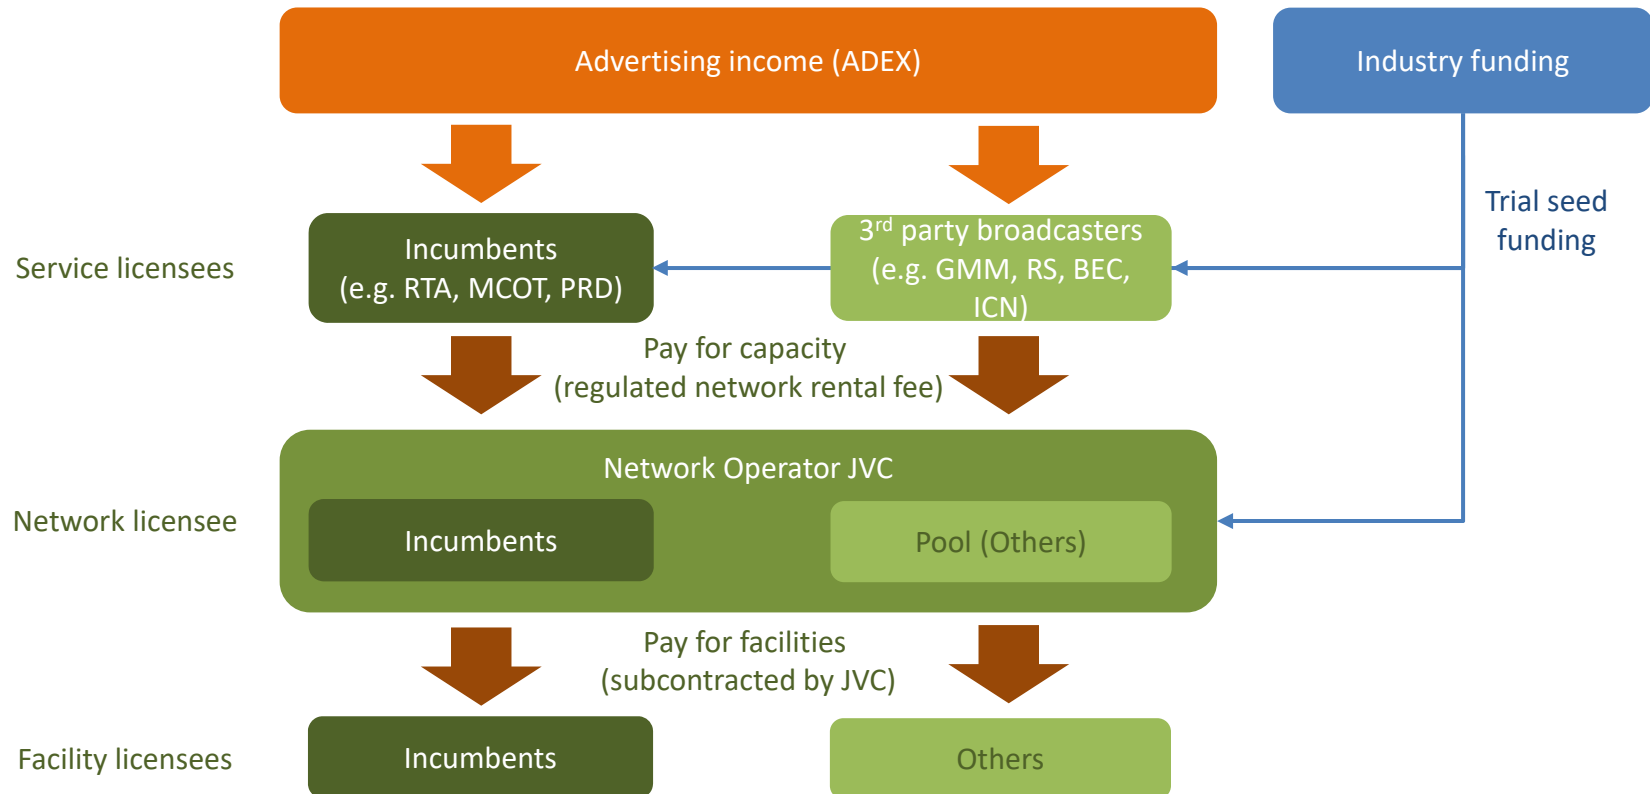 Advertising income (ADEX)
Industry funding
Trial seed
funding
Service licensees
Incumbents
(e.g. RTA, MCOT, PRD)
3rd party broadcasters
(e.g. GMM, RS, BEC,
ICN)
Pay for capacity
(regulated network rental fee)
Network Operator JVC
Network licensee
Incumbents
Pool (Others)
Pay for facilities
(subcontracted by JVC)
Facility licensees
Incumbents
Others